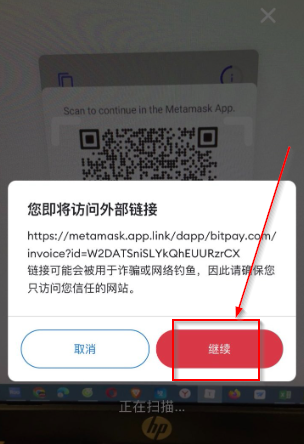 Scan to continue in the Metamask App.
您即将访问外部链接
https://metamask.app.link/dapp/bitpay.com/
invoice?id=W2DATSniSLYkQhEUURzrCX
链接可能会被用于诈骗或网络钓鱼，因此请确保您
只访问您信任的网站。
取消
继续
正在扫描...
hp